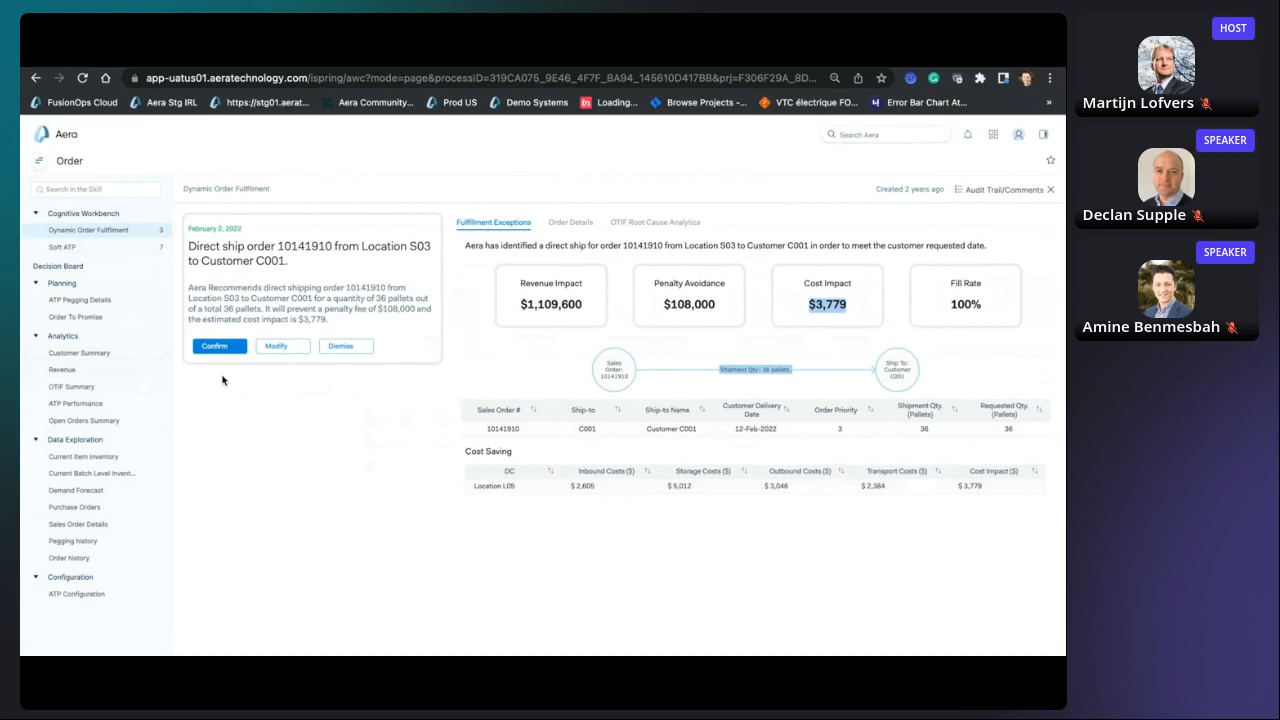 app-uatus01.aeratechnology.com/ispring/awc?mode=page&processID=319CA075_9E46_4F7F_BA94_145610D417BB&prj=F306F29A_8D...
FusionOps Cloud
Aera Stg IRL
https://stg01.aerat...
Aera Community...
Prod US
Demo Systems
Loading...
Browse Projects -...
VTC électrique FO...
Error Bar Chart At...
»
Aera
Search Aera
Order
Search in the Skill
Cognitive Workbench
Dynamic Order Fulfillment 3
Soft ATP 7
Decision Board
Planning
ATP Pegging Details
Order To Promise
Analytics
Customer Summary
Revenue
OTIF Summary
ATP Performance
Open Orders Summary
Data Exploration
Current Item Inventory
Current Batch Level Invent...
Demand Forecast
Purchase Orders
Sales Order Details
Pegging history
Order history
Configuration
ATP Configuration
Dynamic Order Fulfillment
Created 2 years ago
Audit Trail/Comments
February 2, 2022
Direct ship order 10141910 from Location S03
to Customer C001.
Aera Recommends direct shipping order 10141910 from
Location S03 to Customer C001 for a quantity of 36 pallets out
of a total 36 pallets. It will prevent a penalty fee of $108,000 and
the estimated cost impact is $3,779.
Confirm
Modify
Dismiss
Fulfillment Exceptions
Order Details
OTIF Root Cause Analytics
Aera has identified a direct ship for order 10141910 from Location S03 to Customer C001 in order to meet the customer requested date.
Revenue Impact
$1,109,600
Penalty Avoidance
$108,000
Cost Impact
$3,779
Fill Rate
100%
Sales
Order:
10141910
Shipment Qty: 36 pallets.
Ship To:
Customer
C001
Sales Order # Ship-to Ship-to Name Customer Delivery Date Order Priority Shipment Qty. (Pallets) Requested Qty. (Pallets)
10141910 C001 Customer C001 12-Feb-2022 3 36 36
Cost Saving
DC Inbound Costs ($) Storage Costs ($) Outbound Costs ($) Transport Costs ($) Cost Impact ($)
Location L05 $ 2,605 $ 5,012 $ 3,046 $ 2,384 $ 3,779
HOST
Martijn Lofvers
SPEAKER
Declan Supple
SPEAKER
Amine Benmesbah